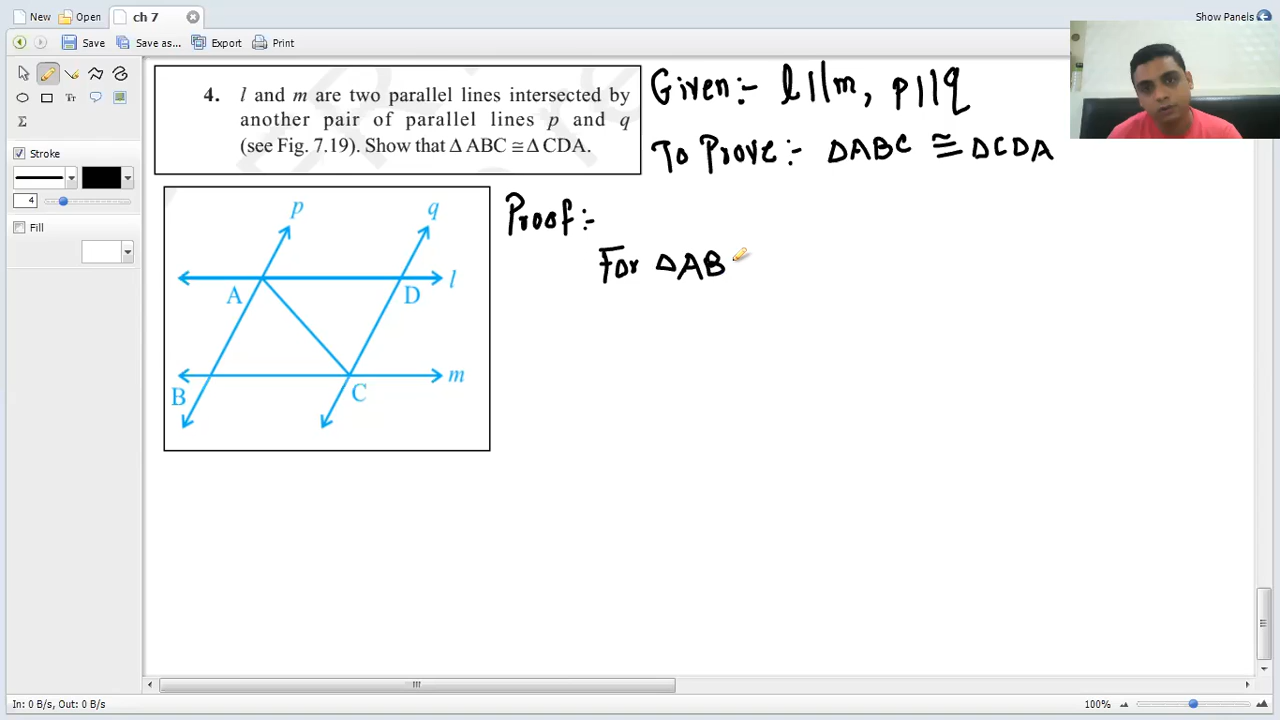 New Open ch 7 Show Panels
Save Save as... Export Print
4. l and m are two parallel lines intersected by
another pair of parallel lines p and q
(see Fig. 7.19). Show that Δ ABC ≅ Δ CDA.
Given:- l||m, p||q
To Prove:- ΔABC ≅ ΔCDA
Tr
Σ
Stroke
4
Fill
p q
l
A D
B C m
Proof:-
For ΔAB
In: 0 B/s, Out: 0 B/s 100%